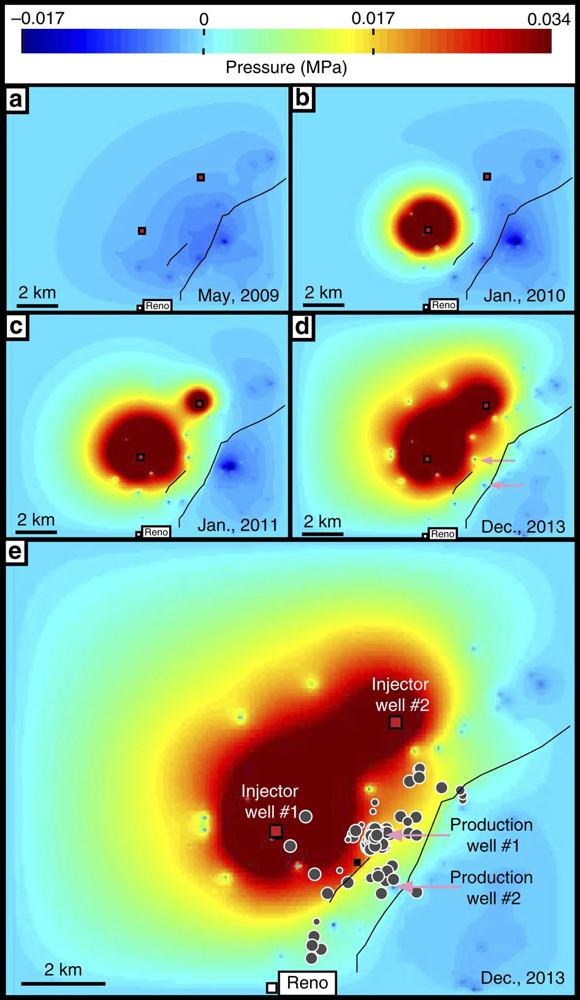 −0.017 0 0.017 0.034
Pressure (MPa)
a
2 km
Reno
May, 2009
b
2 km
Reno
Jan., 2010
c
2 km
Reno
Jan., 2011
d
2 km
Reno
Dec., 2013
e
Injector
well #2
Injector
well #1
Production
well #1
Production
well #2
2 km
Reno
Dec., 2013